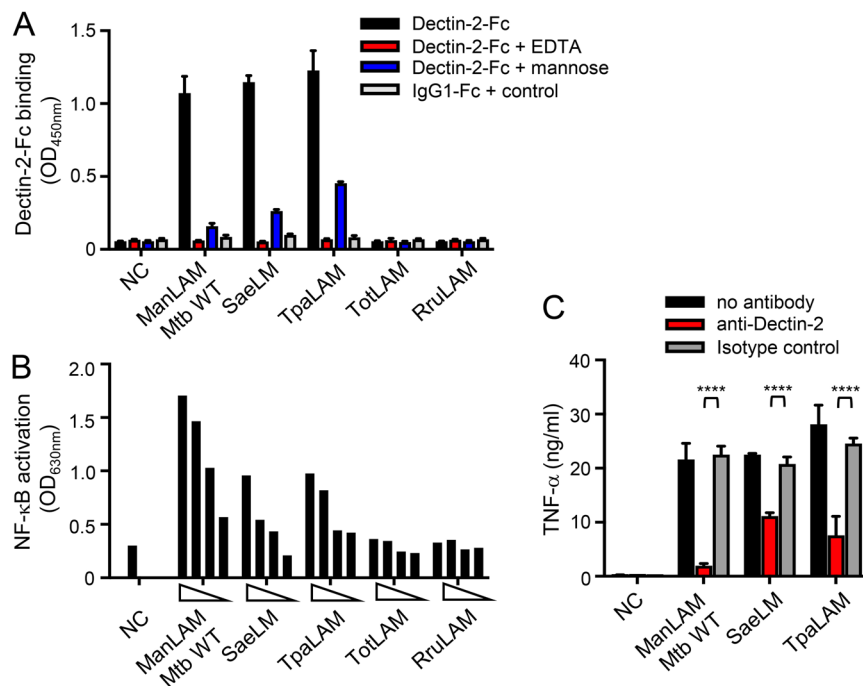 A
Dectin-2-Fc
Dectin-2-Fc + EDTA
Dectin-2-Fc + mannose
IgG1-Fc + control
Dectin-2-Fc binding
(OD450nm)
1.5
1.0
0.5
0
NC
ManLAM
Mtb WT
SaeLM
TpaLAM
TotLAM
RruLAM
B
NF-κB activation
(OD630nm)
2.0
1.5
1.0
0.5
0
NC
ManLAM
Mtb WT
SaeLM
TpaLAM
TotLAM
RruLAM
C
no antibody
anti-Dectin-2
Isotype control
TNF-α (ng/ml)
40
30
20
10
0
**** **** ****
NC
ManLAM
Mtb WT
SaeLM
TpaLAM